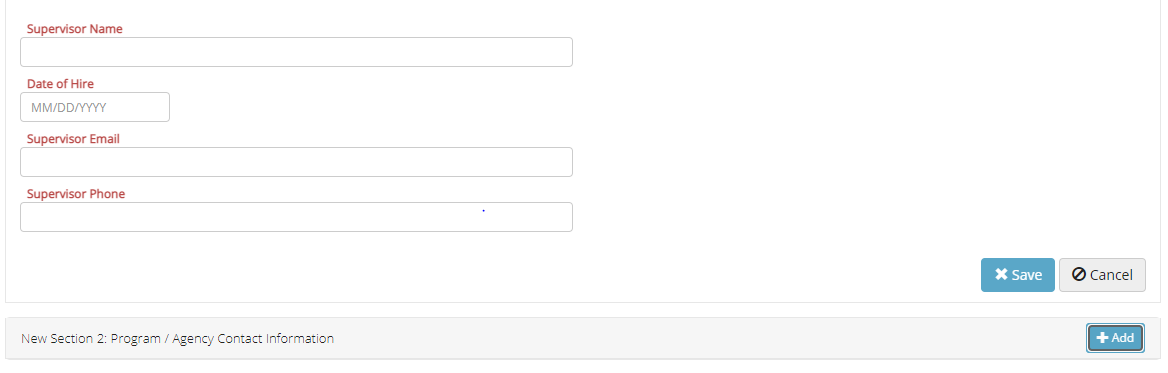 Supervisor Name
Date of Hire
MM/DD/YYYY
Supervisor Email
Supervisor Phone
Save Cancel
New Section 2: Program / Agency Contact Information Add